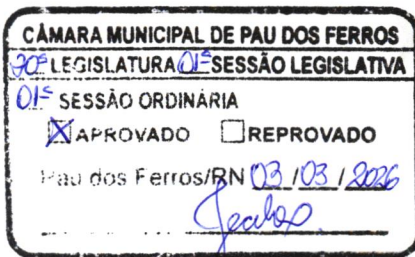 CÂMARA MUNICIPAL DE PAU DOS FERROS
20ª LEGISLATURA 01ª SESSÃO LEGISLATIVA
01ª SESSÃO ORDINÁRIA
X APROVADO REPROVADO
Pau dos Ferros/RN 03 / 03 / 2026